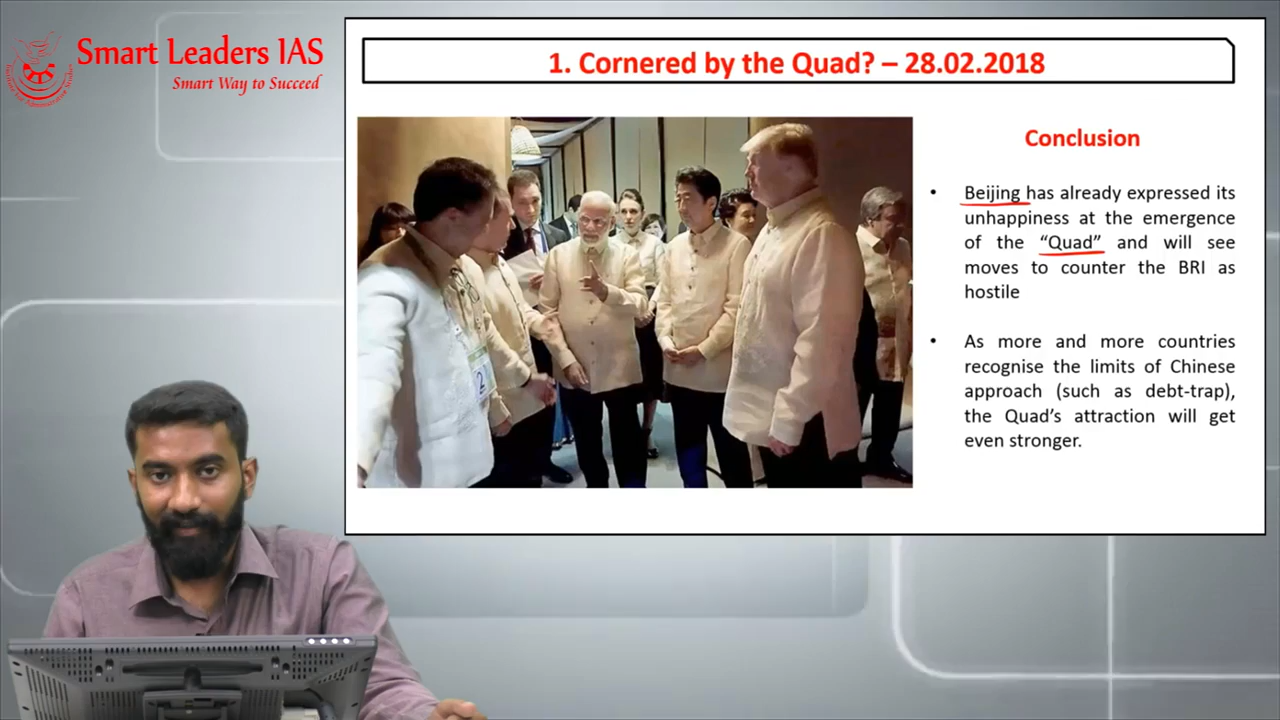 Smart Leaders IAS
Smart Way to Succeed
1. Cornered by the Quad? – 28.02.2018
Conclusion
• Beijing has already expressed its
unhappiness at the emergence
of the “Quad” and will see
moves to counter the BRI as
hostile
• As more and more countries
recognise the limits of Chinese
approach (such as debt-trap),
the Quad’s attraction will get
even stronger.
2